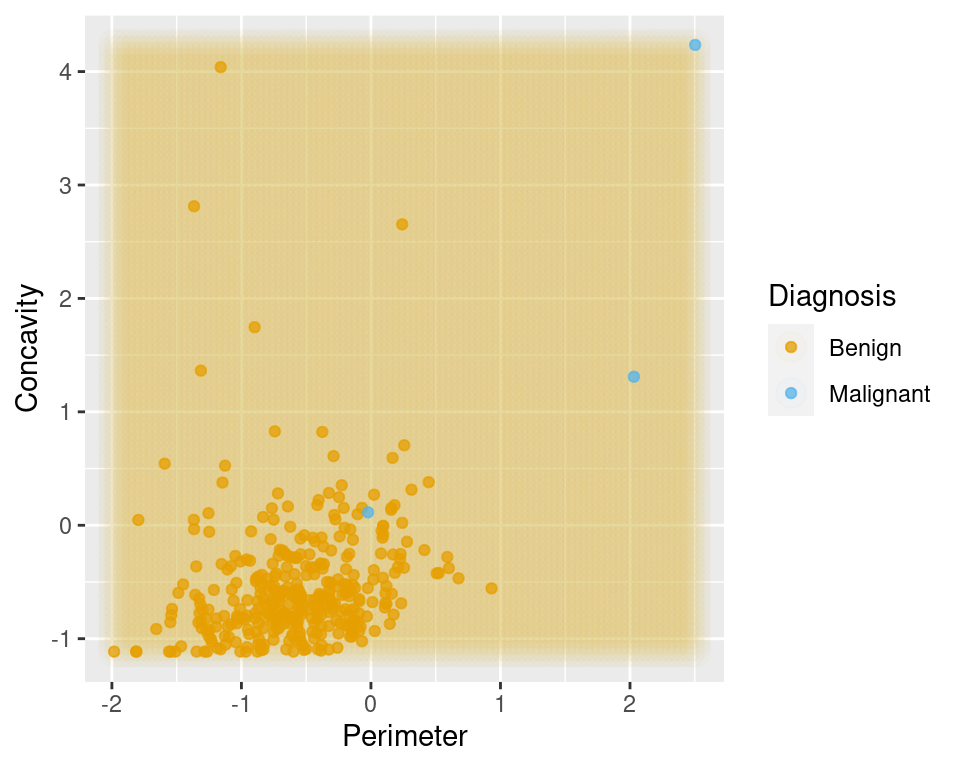 4
3
2
1
0
-1
-2 -1 0 1 2
Perimeter
Concavity
Diagnosis
Benign
Malignant